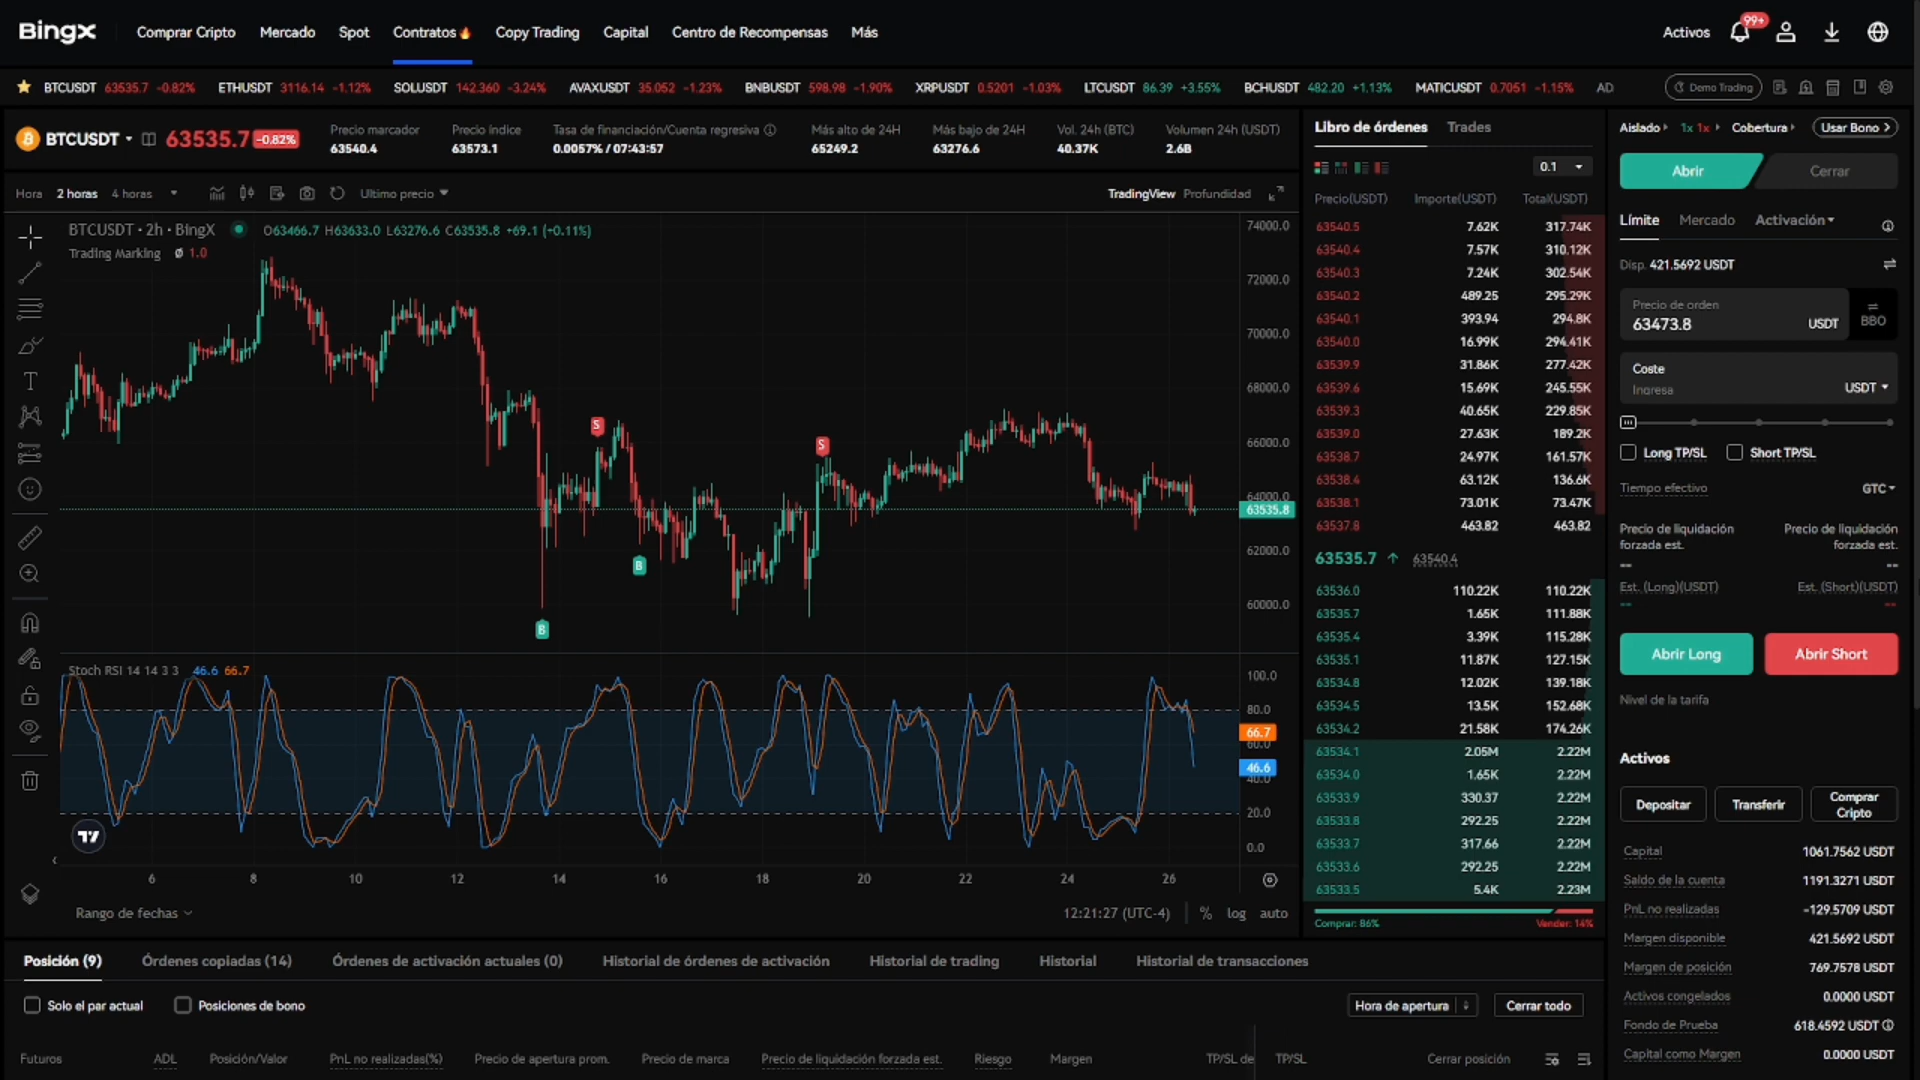 BingX
Comprar Cripto
Mercado
Spot
Contratos
Copy Trading
Capital
Centro de Recompensas
Más
Activos
99+
BTCUSDT 63535.7 -0.82%
ETHUSDT 3116.14 -1.12%
SOLUSDT 142.360 -3.24%
AVAXUSDT 35.052 -1.23%
BNBUSDT 598.98 -1.90%
XRPUSDT 0.5201 -1.03%
LTCUSDT 86.39 +3.55%
BCHUSDT 482.20 +1.13%
MATICUSDT 0.7051 -1.15%
AD
Demo Trading
BTCUSDT
63535.7
-0.82%
Precio marcador
63540.4
Precio índice
63573.1
Tasa de financiación/Cuenta regresiva
0.0057% / 07:43:57
Más alto de 24H
65249.2
Más bajo de 24H
63276.6
Vol. 24h (BTC)
40.37K
Volumen 24h (USDT)
2.6B
Hora
2 horas
4 horas
Ultimo precio
TradingView
Profundidad
BTCUSDT · 2h · BingX
O63466.7 H63633.0 L63276.6 C63535.8 +69.1 (+0.11%)
Trading Marking ø 1.0
74000.0
72000.0
70000.0
68000.0
66000.0
64000.0
63535.8
62000.0
60000.0
S
S
B
B
Stoch RSI 14 14 3 3 46.6 66.7
100.0
80.0
66.7
60.0
46.6
40.0
20.0
0.0
6 8 10 12 14 16 18 20 22 24 26
Rango de fechas
12:21:27 (UTC-4)
%
log
auto
Libro de órdenes
Trades
0.1
Precio(USDT) Importe(USDT) Total(USDT)
63540.5 7.62K 317.74K
63540.4 7.57K 310.12K
63540.3 7.24K 302.54K
63540.2 489.25 295.29K
63540.1 393.94 294.8K
63540.0 16.99K 294.41K
63539.9 31.86K 277.42K
63539.6 15.69K 245.55K
63539.3 40.65K 229.85K
63539.0 27.63K 189.2K
63538.7 24.97K 161.57K
63538.4 63.12K 136.6K
63538.1 73.01K 73.47K
63537.8 463.82 463.82
63535.7 ↑ 63540.4
63536.0 110.22K 110.22K
63535.7 1.65K 111.88K
63535.4 3.39K 115.28K
63535.1 11.87K 127.15K
63534.8 12.02K 139.18K
63534.5 13.5K 152.68K
63534.2 21.58K 174.26K
63534.1 2.05M 2.22M
63534.0 1.65K 2.22M
63533.9 330.37 2.22M
63533.8 292.25 2.22M
63533.7 317.66 2.22M
63533.6 292.25 2.22M
63533.5 5.4K 2.23M
Comprar: 86%
Vender: 14%
Aislado
1x 1x
Cobertura
Usar Bono
Abrir
Cerrar
Límite
Mercado
Activación
Disp. 421.5692 USDT
Precio de orden
63473.8 USDT
BBO
Coste
Ingresa
USDT
Long TP/SL
Short TP/SL
Tiempo efectivo
GTC
Precio de liquidación Precio de liquidación
forzada est. forzada est.
-- --
Est. (Long)(USDT) Est. (Short)(USDT)
-- --
Abrir Long
Abrir Short
Nivel de la tarifa
Activos
Depositar
Transferir
Comprar
Cripto
Capital 1061.7562 USDT
Saldo de la cuenta 1191.3271 USDT
PnL no realizadas -129.5709 USDT
Margen disponible 421.5692 USDT
Margen de posición 769.7578 USDT
Activos congelados 0.0000 USDT
Fondo de Prueba 618.4592 USDT
Capital como Margen 0.0000 USDT
Posición (9)
Órdenes copiadas (14)
Órdenes de activación actuales (0)
Historial de órdenes de activación
Historial de trading
Historial
Historial de transacciones
Solo el par actual
Posiciones de bono
Hora de apertura
Cerrar todo
Futuros
ADL
Posición/Valor
PnL no realizadas(%)
Precio de apertura prom.
Precio de marca
Precio de liquidación forzada est.
Riesgo
Margen
TP/SL de
TP/SL
Cerrar posición